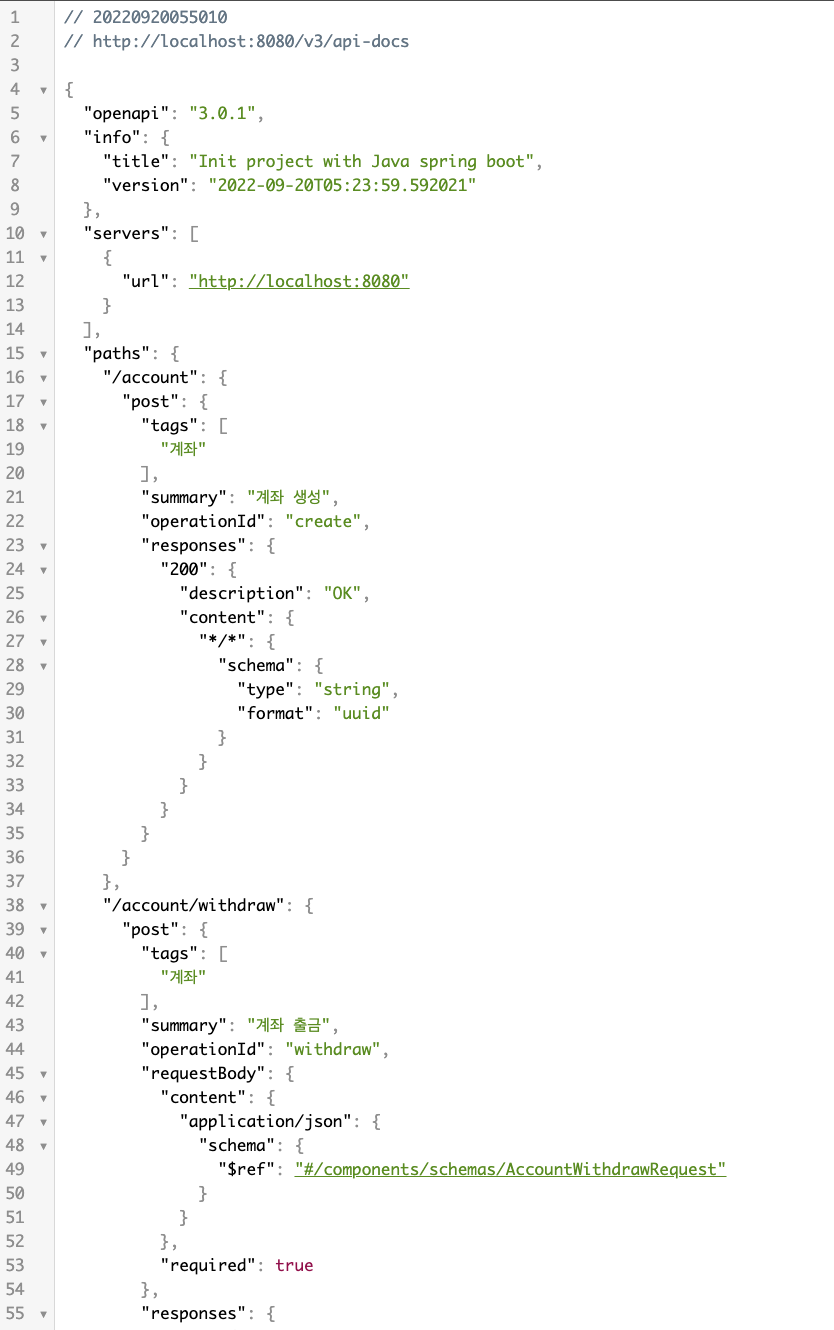 1 // 20220920055010
2 // http://localhost:8080/v3/api-docs
3
4 ▼ {
5 "openapi": "3.0.1",
6 ▼ "info": {
7 "title": "Init project with Java spring boot",
8 "version": "2022-09-20T05:23:59.592021"
9 },
10 ▼ "servers": [
11 ▼ {
12 "url": "http://localhost:8080"
13 }
14 ],
15 ▼ "paths": {
16 ▼ "/account": {
17 ▼ "post": {
18 ▼ "tags": [
19 "계좌"
20 ],
21 "summary": "계좌 생성",
22 "operationId": "create",
23 ▼ "responses": {
24 ▼ "200": {
25 "description": "OK",
26 ▼ "content": {
27 ▼ "*/*": {
28 ▼ "schema": {
29 "type": "string",
30 "format": "uuid"
31 }
32 }
33 }
34 }
35 }
36 }
37 },
38 ▼ "/account/withdraw": {
39 ▼ "post": {
40 ▼ "tags": [
41 "계좌"
42 ],
43 "summary": "계좌 출금",
44 "operationId": "withdraw",
45 ▼ "requestBody": {
46 ▼ "content": {
47 ▼ "application/json": {
48 ▼ "schema": {
49 "$ref": "#/components/schemas/AccountWithdrawRequest"
50 }
51 }
52 },
53 "required": true
54 },
55 ▼ "responses": {